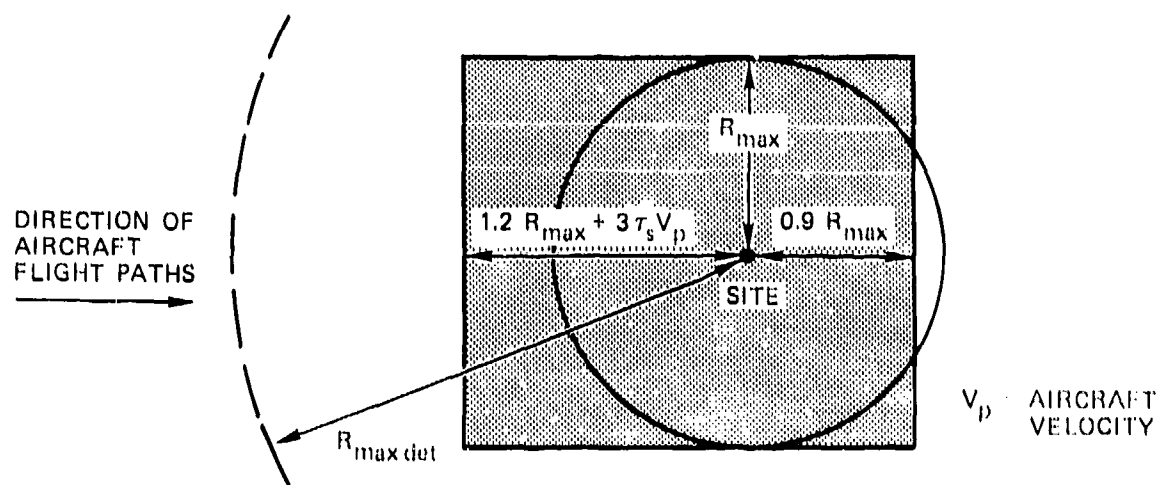 R_max
1.2 R_max + 3 τ_s V_p
0.9 R_max
DIRECTION OF
AIRCRAFT
FLIGHT PATHS
SITE
R_max det
V_p AIRCRAFT
VELOCITY